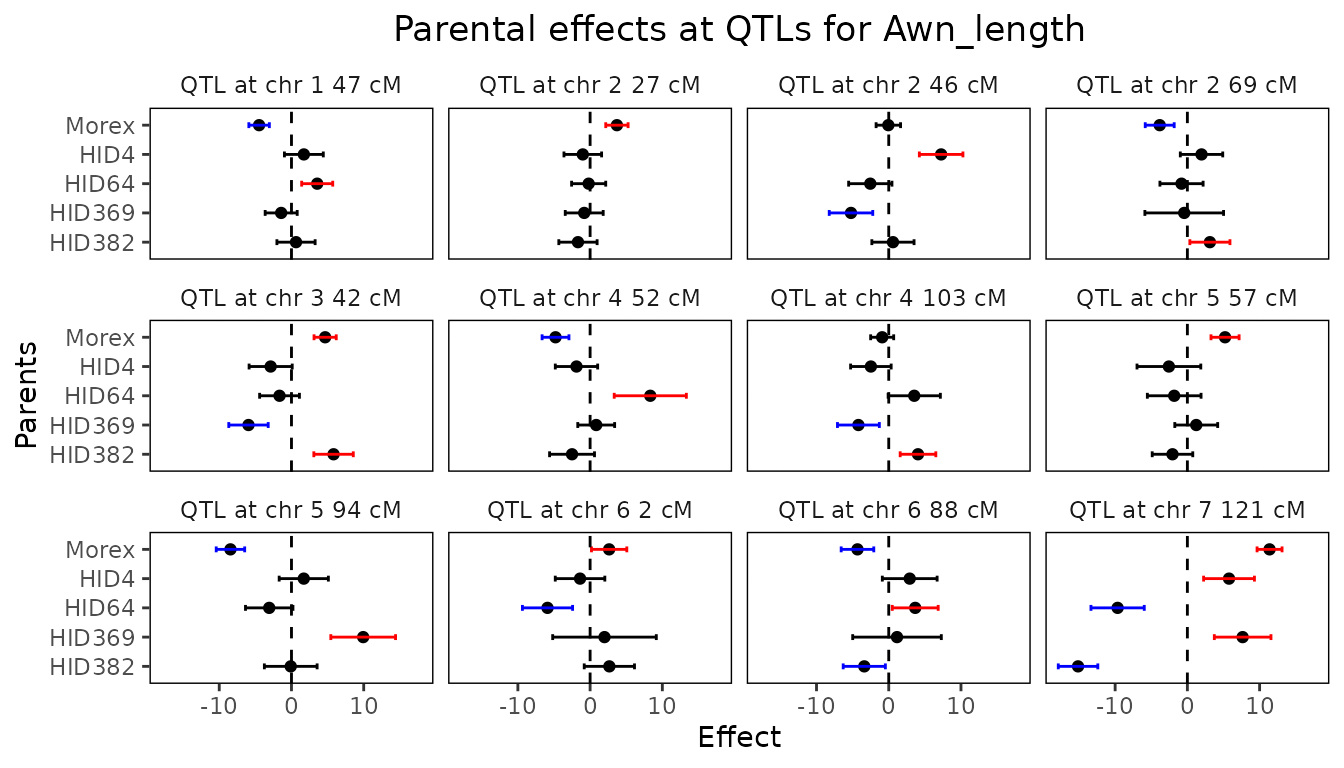 Parental effects at QTLs for Awn_length
QTL at chr 1 47 cM
QTL at chr 2 27 cM
QTL at chr 2 46 cM
QTL at chr 2 69 cM
Morex
HID4
HID64
HID369
HID382
QTL at chr 3 42 cM
QTL at chr 4 52 cM
QTL at chr 4 103 cM
QTL at chr 5 57 cM
Parents
Morex
HID4
HID64
HID369
HID382
QTL at chr 5 94 cM
QTL at chr 6 2 cM
QTL at chr 6 88 cM
QTL at chr 7 121 cM
Morex
HID4
HID64
HID369
HID382
-10 0 10
-10 0 10
-10 0 10
-10 0 10
Effect